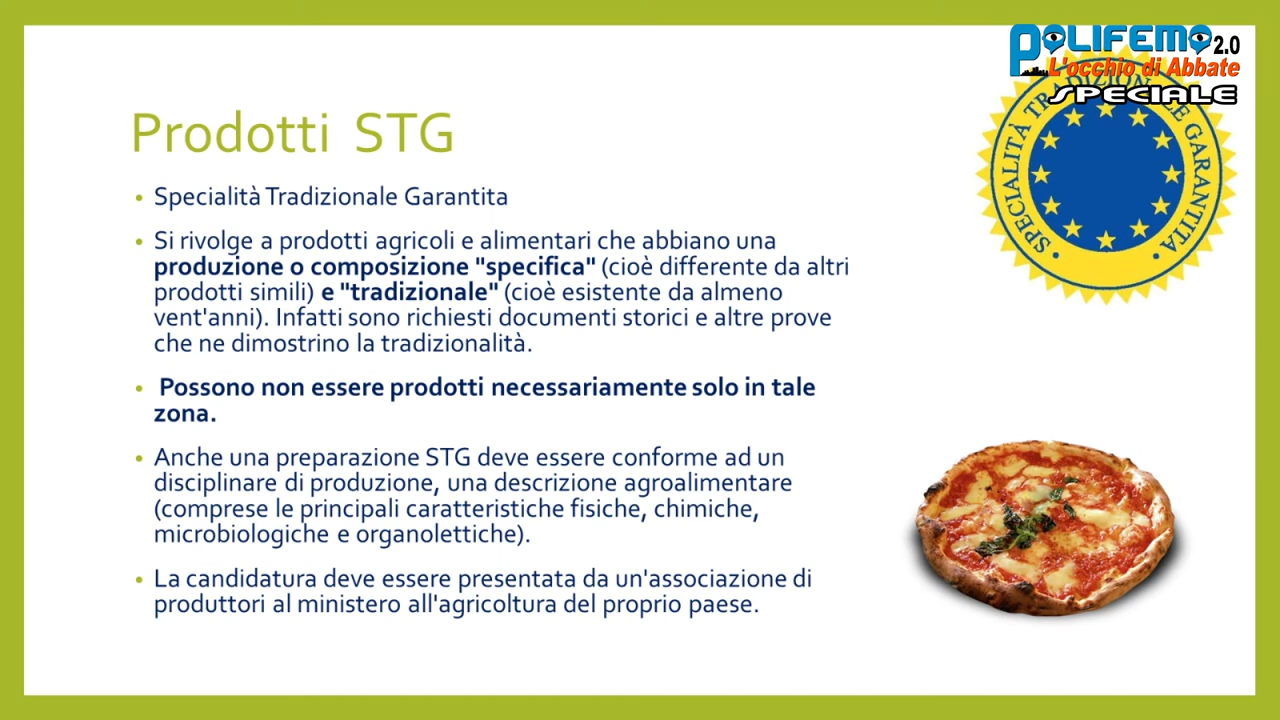 POLIFEMO 2.0
L'occhio di Abbate
SPECIALE
SPECIALITÀ TRADIZIONALE GARANTITA
Prodotti STG
• Specialità Tradizionale Garantita
• Si rivolge a prodotti agricoli e alimentari che abbiano una
produzione o composizione "specifica" (cioè differente da altri
prodotti simili) e "tradizionale" (cioè esistente da almeno
vent'anni). Infatti sono richiesti documenti storici e altre prove
che ne dimostrino la tradizionalità.
• Possono non essere prodotti necessariamente solo in tale
zona.
• Anche una preparazione STG deve essere conforme ad un
disciplinare di produzione, una descrizione agroalimentare
(comprese le principali caratteristiche fisiche, chimiche,
microbiologiche e organolettiche).
• La candidatura deve essere presentata da un'associazione di
produttori al ministero all'agricoltura del proprio paese.